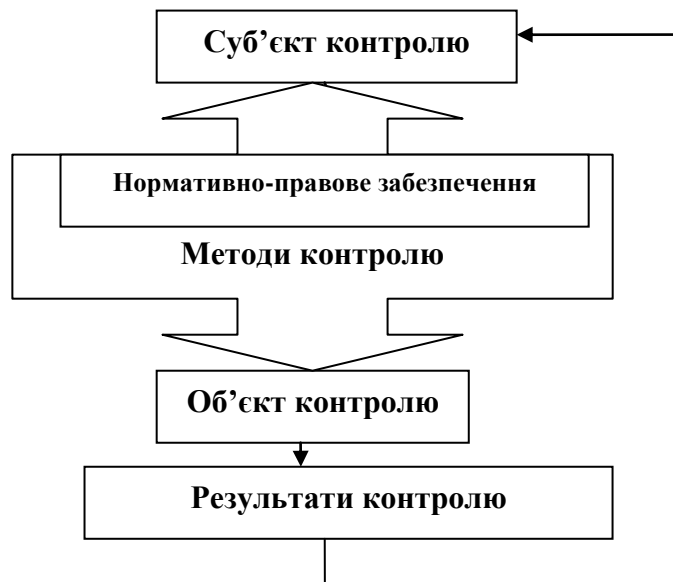 Суб’єкт контролю
Нормативно-правове забезпечення
Методи контролю
Об’єкт контролю
Результати контролю